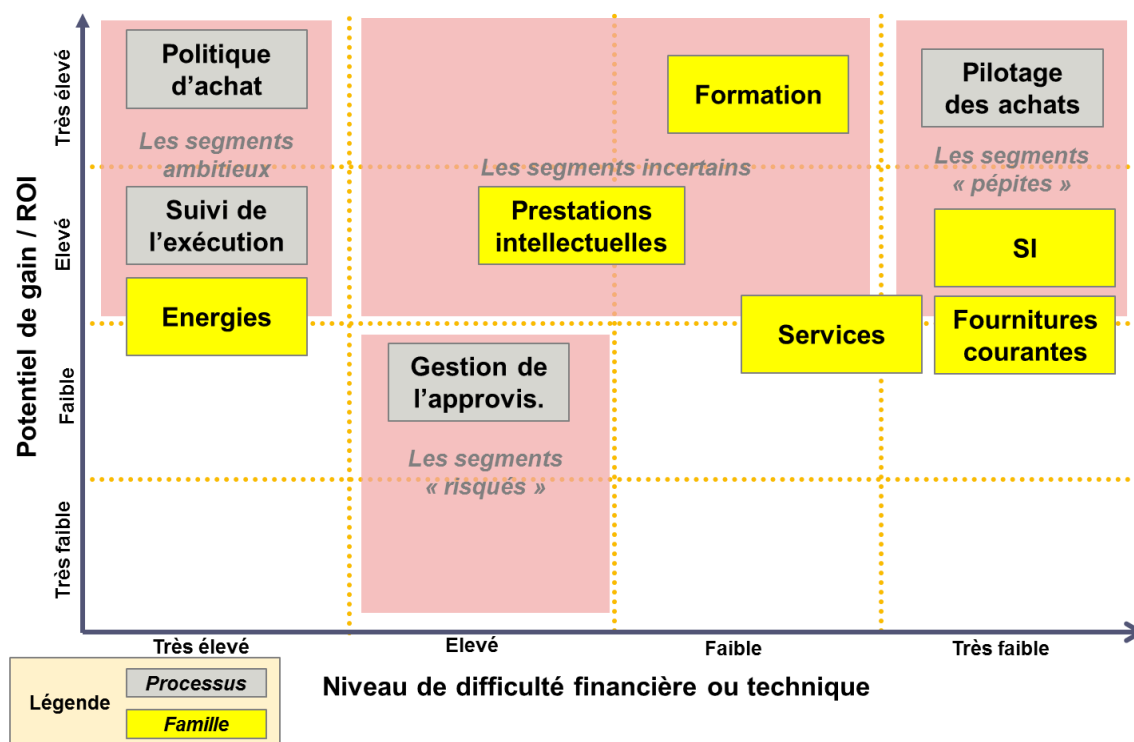 Potentiel de gain / ROI
Très élevé
Elevé
Faible
Très faible
Politique
d’achat
Les segments
ambitieux
Suivi de
l’exécution
Energies
Formation
Les segments incertains
Prestations
intellectuelles
Services
Pilotage
des achats
Les segments
« pépites »
SI
Fournitures
courantes
Gestion de
l’approvis.
Les segments
« risqués »
Très élevé
Elevé
Faible
Très faible
Niveau de difficulté financière ou technique
Légende
Processus
Famille